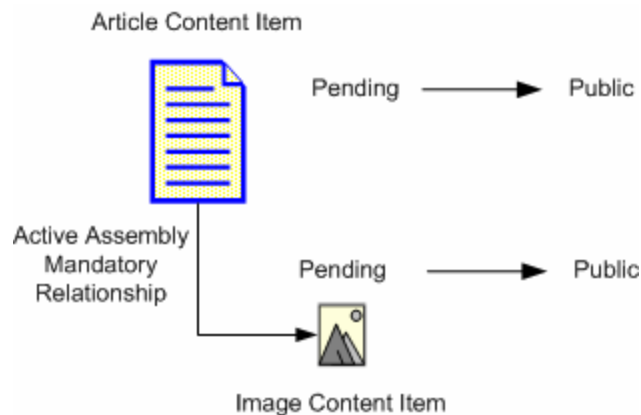 Article Content Item
Pending Public
Active Assembly
Mandatory
Relationship
Pending Public
Image Content Item